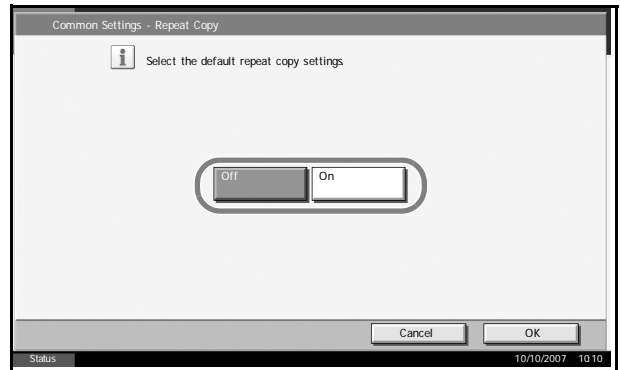 Common Settings - Repeat Copy
Select the default repeat copy settings.
Off
On
Cancel
OK
Status
10/10/2007 10:10